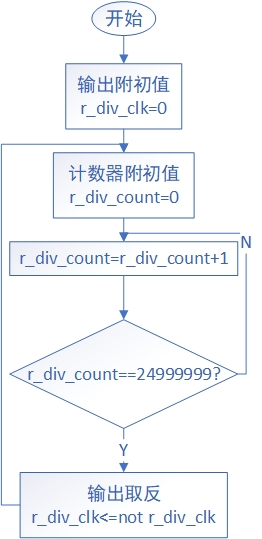 开始
输出附初值
r_div_clk=0
计数器附初值
r_div_count=0
N
r_div_count=r_div_count+1
r_div_count==24999999?
Y
输出取反
r_div_clk<=not r_div_clk